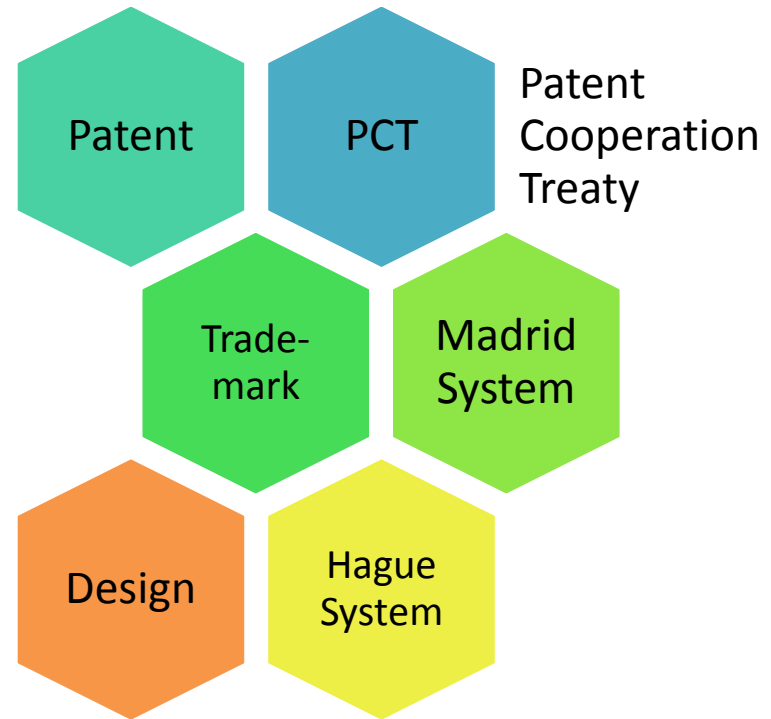 Patent
PCT
Patent
Cooperation
Treaty
Trade-
mark
Madrid
System
Design
Hague
System